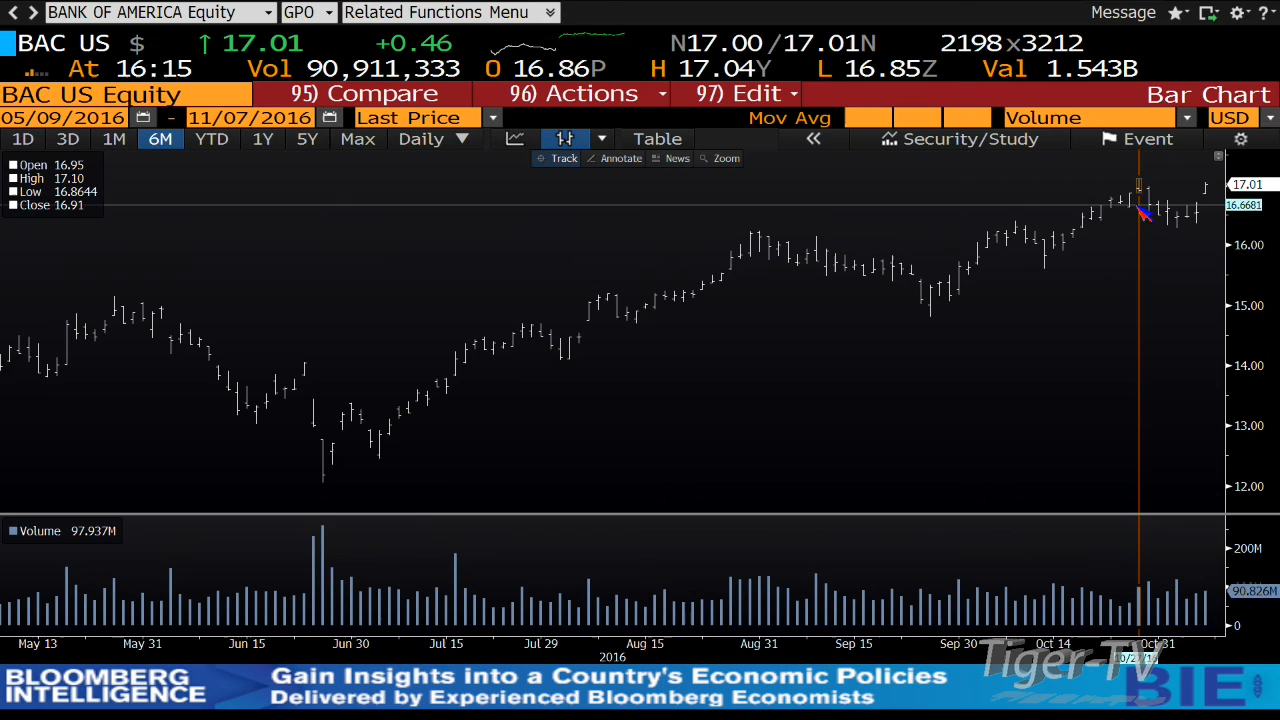 BANK OF AMERICA Equity GPO Related Functions Menu Message
BAC US $ ↑ 17.01 +0.46 N17.00 /17.01N 2198x3212
At 16:15 Vol 90,911,333 O 16.86P H 17.04Y L 16.85Z Val 1.543B
BAC US Equity 95) Compare 96) Actions 97) Edit Bar Chart
05/09/2016 - 11/07/2016 Last Price Mov Avg Volume USD
1D 3D 1M 6M YTD 1Y 5Y Max Daily Table Security/Study Event
Track Annotate News Zoom
Open 16.95
High 17.10
Low 16.8644
Close 16.91
17.01
16.6681
16.00
15.00
14.00
13.00
12.00
Volume 97.937M
200M
90.826M
0
May 13 May 31 Jun 15 Jun 30 Jul 15 Jul 29 Aug 15 Aug 31 Sep 15 Sep 30 Oct 14 Oct 31
2016
Tiger-TV
BLOOMBERG
INTELLIGENCE
Gain Insights into a Country's Economic Policies
Delivered by Experienced Bloomberg Economists
BIE